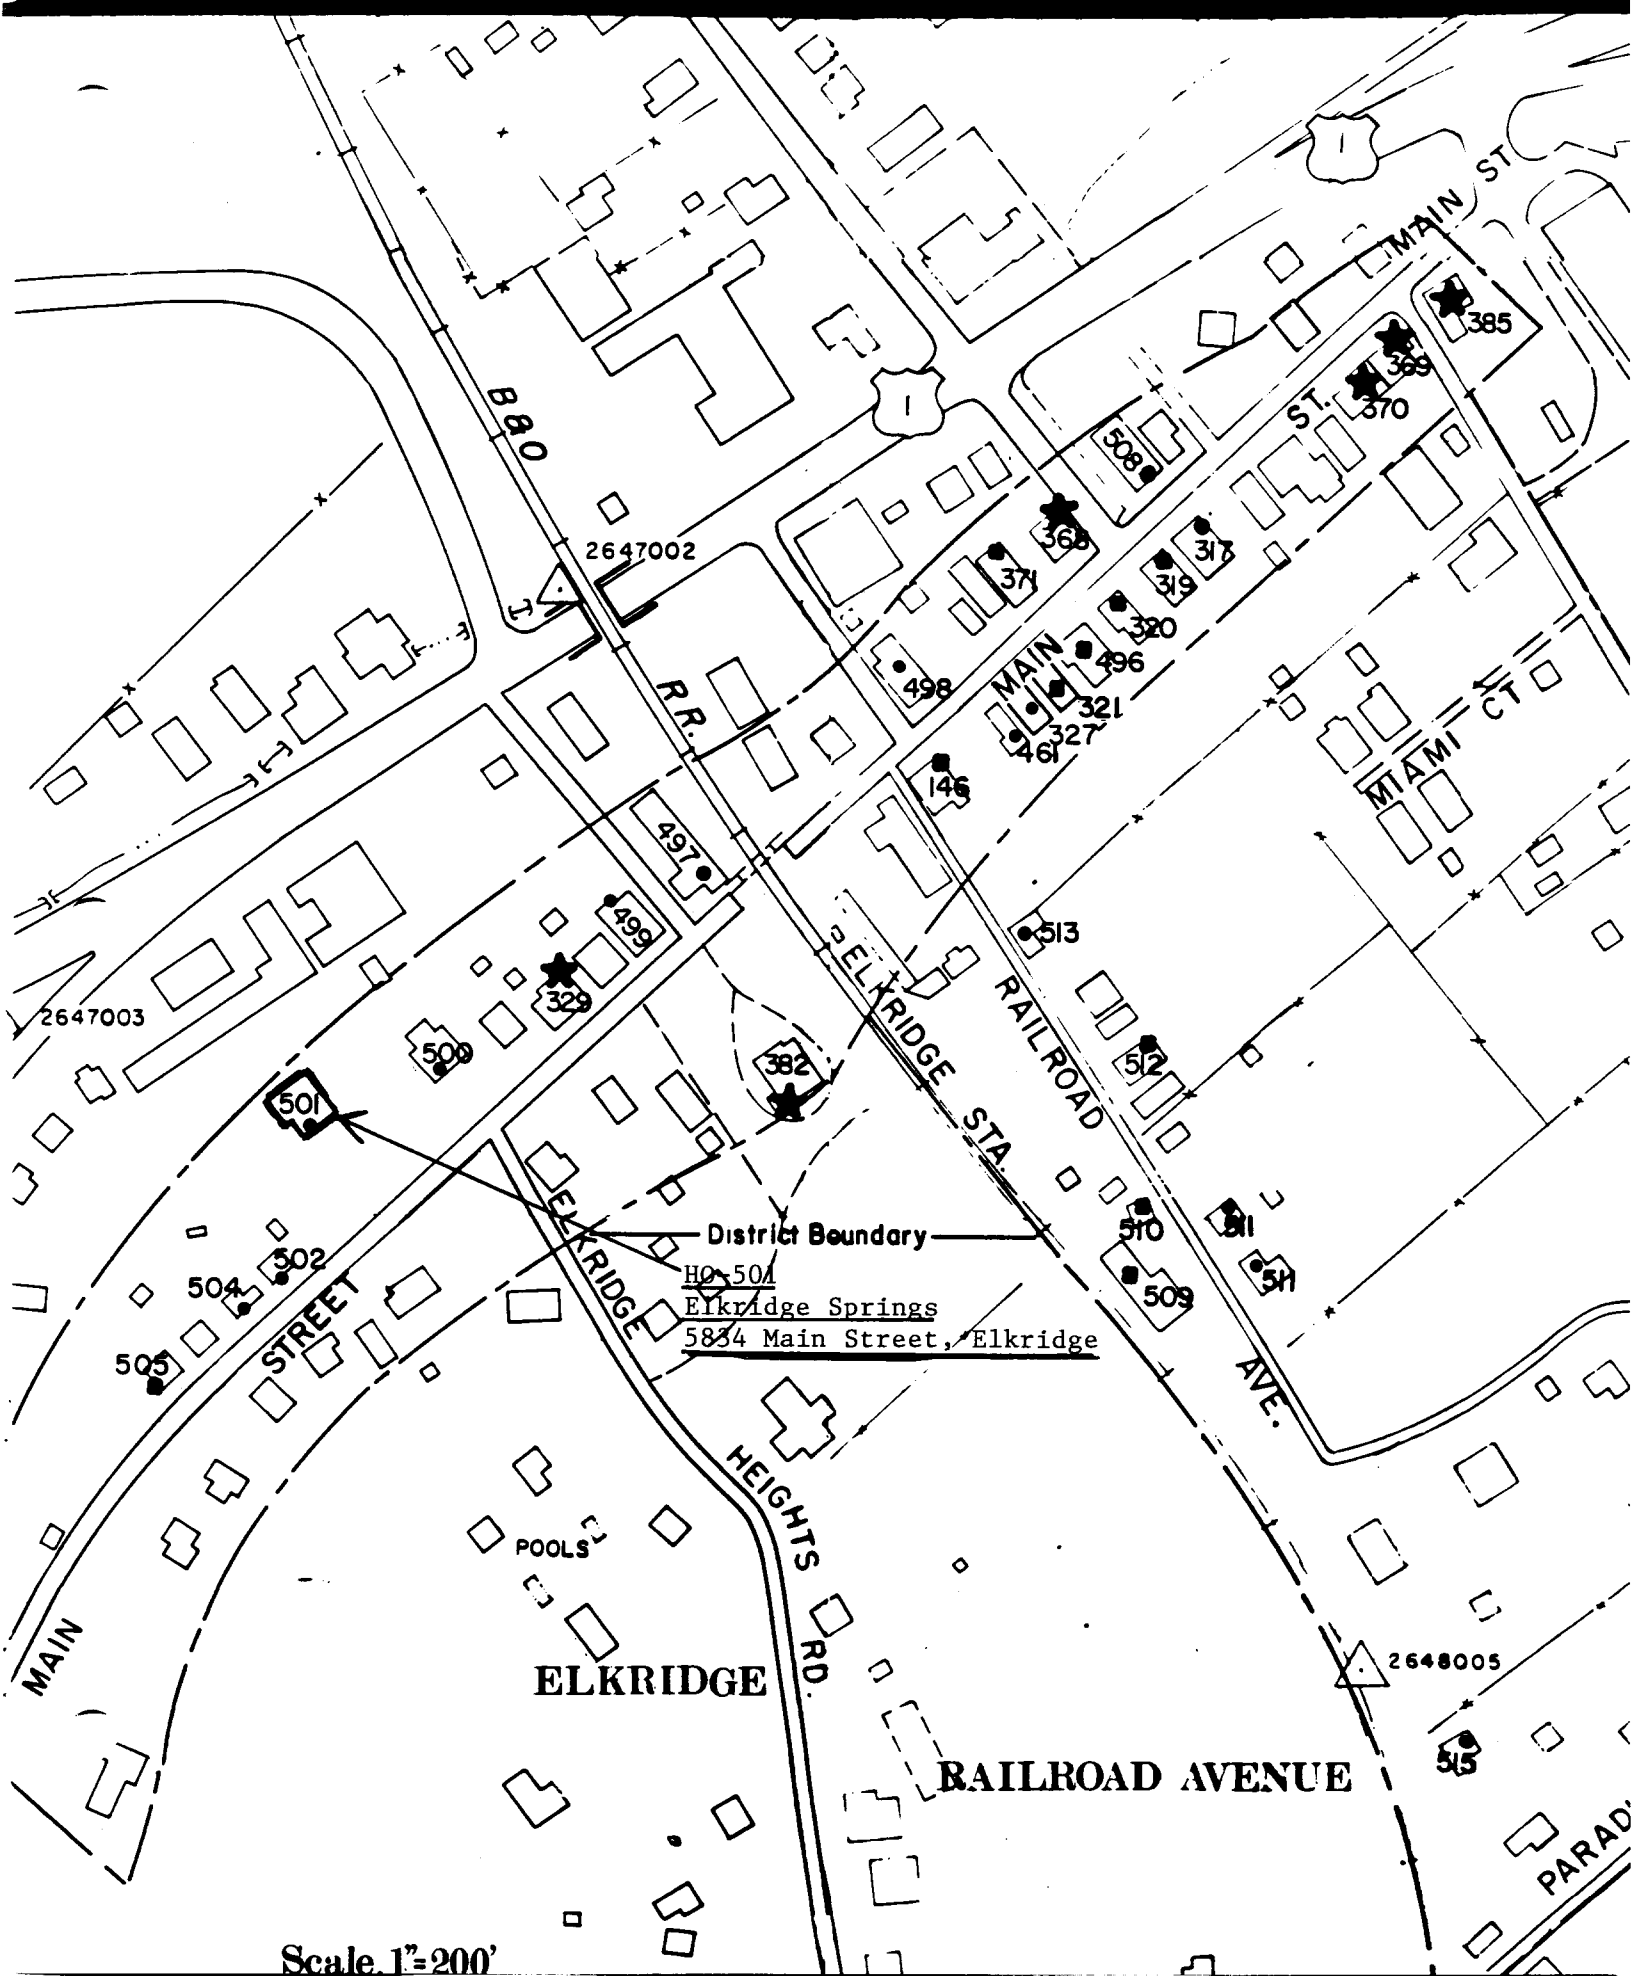 1
MAIN ST
385
369
370
ST.
B&O
1
508
2647002
368
317
371
319
320
MAIN
496
498
321
327
461
R.R.
CT
MIAMI
146
497
499
513
329
ELKRIDGE STA.
RAILROAD
2647003
500
382
512
501
510
511
District Boundary
502
HO-501
504
ELKRIDGE
511
509
Elkridge Springs
5834 Main Street, Elkridge
STREET
505
AVE.
HEIGHTS
POOLS
MAIN
RD.
2648005
ELKRIDGE
515
RAILROAD AVENUE
Scale. 1"=200'